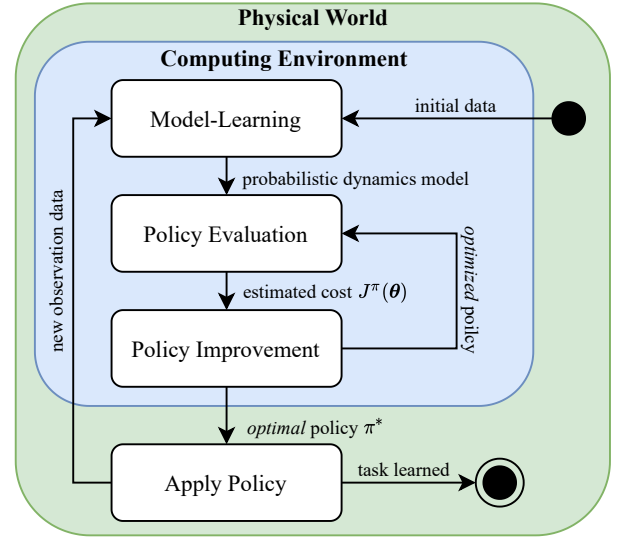 Physical World
Computing Environment
Model-Learning
initial data
probabilistic dynamics model
Policy Evaluation
estimated cost J^π(θ)
optimized poilcy
Policy Improvement
new observation data
optimal policy π*
Apply Policy
task learned